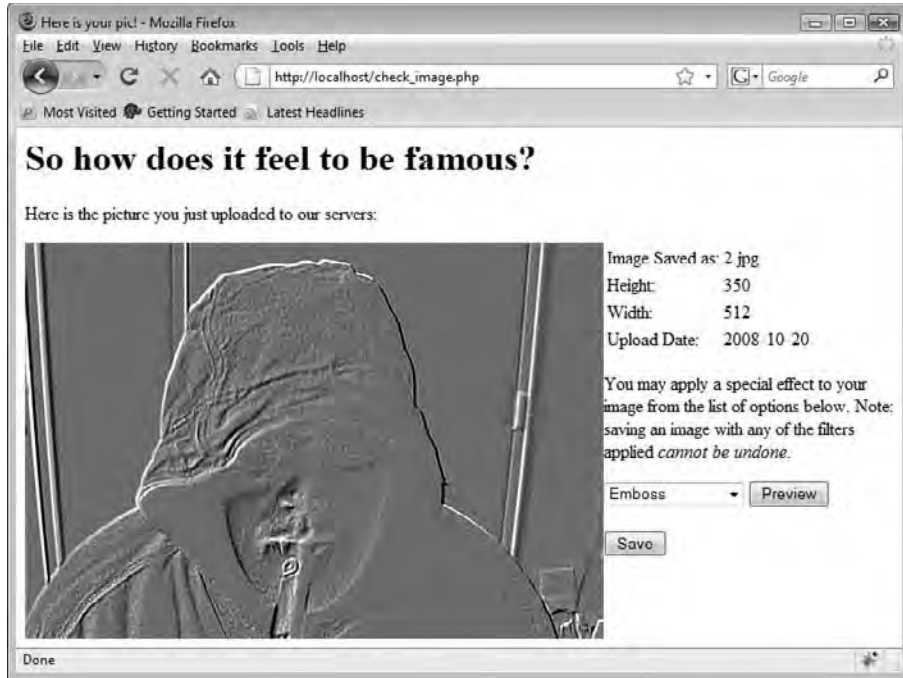 Here is your pic! - Mozilla Firefox
File Edit View History Bookmarks Tools Help
http://localhost/check_image.php
G Google
Most Visited Getting Started Latest Headlines
So how does it feel to be famous?
Here is the picture you just uploaded to our servers:
Image Saved as: 2.jpg
Height: 350
Width: 512
Upload Date: 2008-10-20
You may apply a special effect to your
image from the list of options below. Note:
saving an image with any of the filters
applied cannot be undone.
Emboss Preview
Save
Done